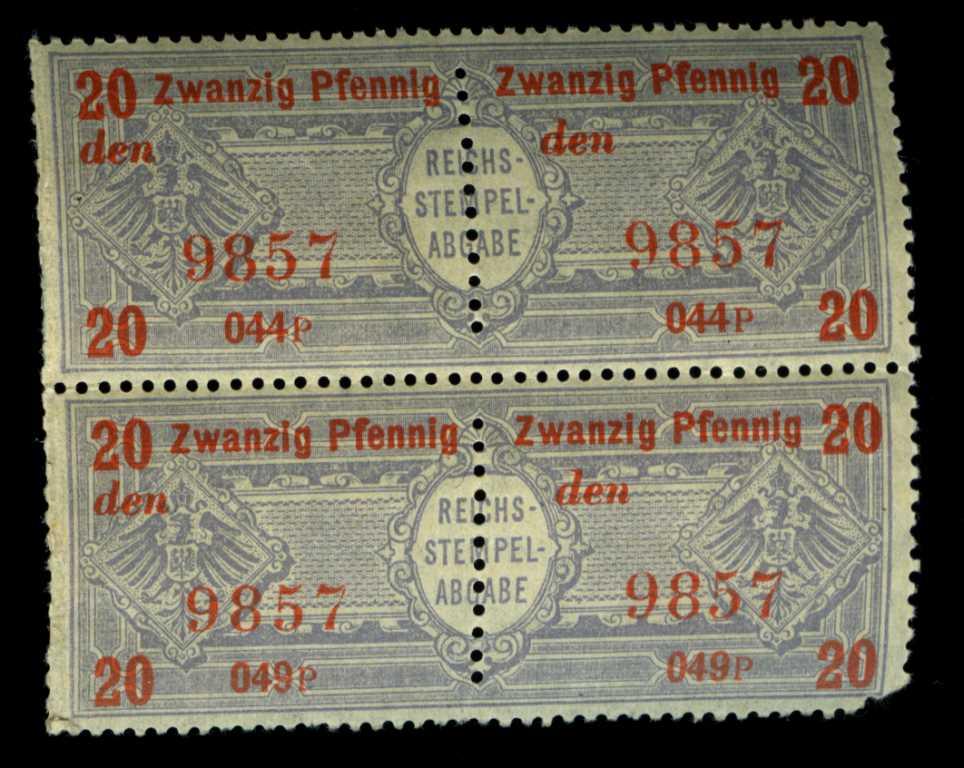 20 Zwanzig Pfennig Zwanzig Pfennig 20
den den
REICHS-
STEMPEL-
ABGABE
9857 9857
20 044P 044P 20
20 Zwanzig Pfennig Zwanzig Pfennig 20
den den
REICHS-
STEMPEL-
ABGABE
9857 9857
20 049P 049P 20